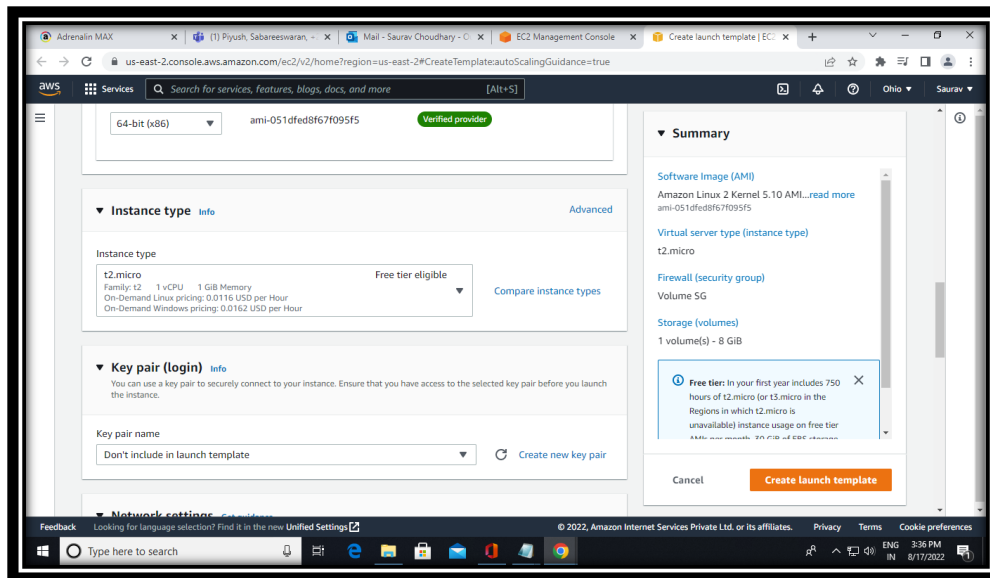 Adrenalin MAX
(1) Piyush, Sabareeswaran, +
Mail - Saurav Choudhary - O
EC2 Management Console
Create launch template | EC2
us-east-2.console.aws.amazon.com/ec2/v2/home?region=us-east-2#CreateTemplate:autoScalingGuidance=true
aws
Services
Search for services, features, blogs, docs, and more
[Alt+S]
Ohio ▼
Saurav ▼
64-bit (x86)
ami-051dfed8f67f095f5
Verified provider
Instance type Info
Advanced
Instance type
t2.micro
Free tier eligible
Family: t2 1 vCPU 1 GiB Memory
On-Demand Linux pricing: 0.0116 USD per Hour
On-Demand Windows pricing: 0.0162 USD per Hour
Compare instance types
Key pair (login) Info
You can use a key pair to securely connect to your instance. Ensure that you have access to the selected key pair before you launch
the instance.
Key pair name
Don't include in launch template
Create new key pair
Network settings Get guidance
Summary
Software Image (AMI)
Amazon Linux 2 Kernel 5.10 AMI...read more
ami-051dfed8f67f095f5
Virtual server type (instance type)
t2.micro
Firewall (security group)
Volume SG
Storage (volumes)
1 volume(s) - 8 GiB
Free tier: In your first year includes 750
hours of t2.micro (or t3.micro in the
Regions in which t2.micro is
unavailable) instance usage on free tier
AMIs per month, 30 GiB of EBS storage,
Cancel
Create launch template
Feedback
Looking for language selection? Find it in the new Unified Settings
© 2022, Amazon Internet Services Private Ltd. or its affiliates.
Privacy
Terms
Cookie preferences
Type here to search
ENG
IN
3:36 PM
8/17/2022
1